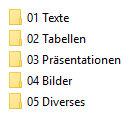 01 Texte
02 Tabellen
03 Präsentationen
04 Bilder
05 Diverses